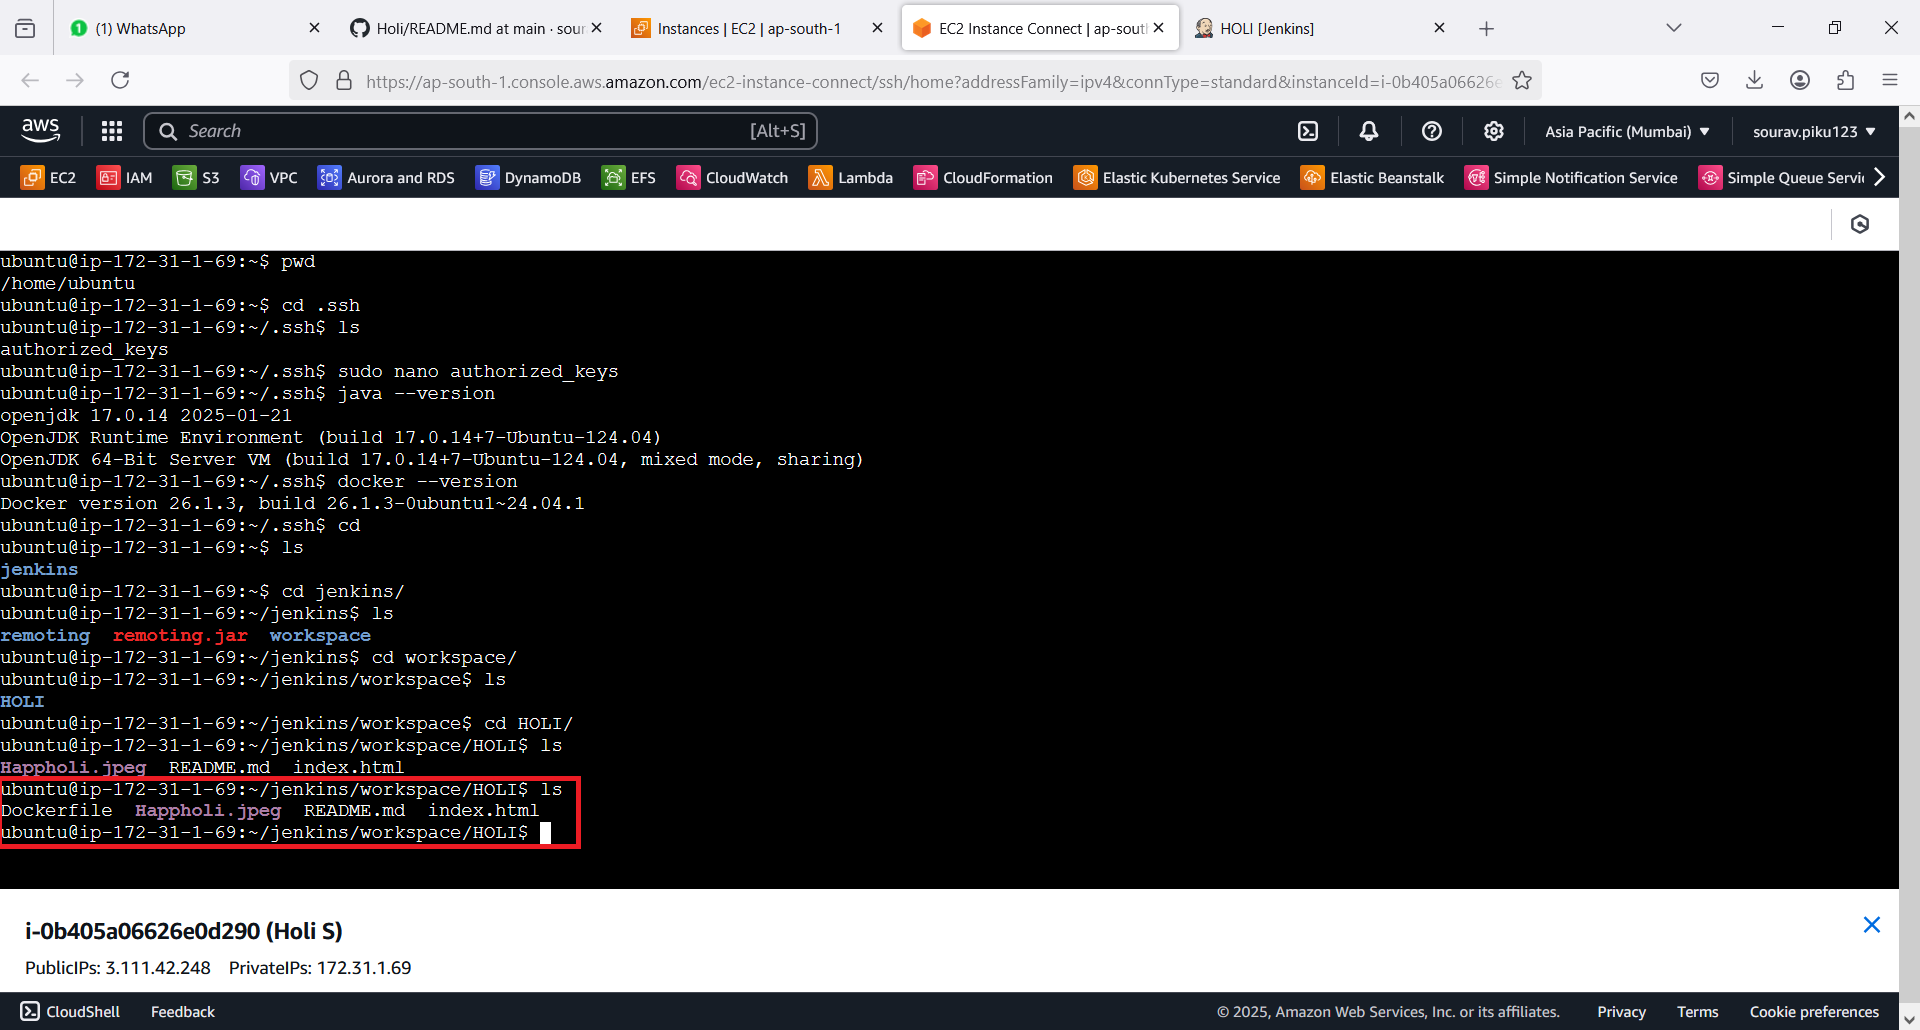 (1) WhatsApp
Holi/README.md at main · sour
Instances | EC2 | ap-south-1
EC2 Instance Connect | ap-sout
HOLI [Jenkins]
https://ap-south-1.console.aws.amazon.com/ec2-instance-connect/ssh/home?addressFamily=ipv4&connType=standard&instanceId=i-0b405a06626e
aws
Search
[Alt+S]
Asia Pacific (Mumbai)
sourav.piku123
EC2
IAM
S3
VPC
Aurora and RDS
DynamoDB
EFS
CloudWatch
Lambda
CloudFormation
Elastic Kubernetes Service
Elastic Beanstalk
Simple Notification Service
Simple Queue Servi
ubuntu@ip-172-31-1-69:~$ pwd
/home/ubuntu
ubuntu@ip-172-31-1-69:~$ cd .ssh
ubuntu@ip-172-31-1-69:~/.ssh$ ls
authorized_keys
ubuntu@ip-172-31-1-69:~/.ssh$ sudo nano authorized_keys
ubuntu@ip-172-31-1-69:~/.ssh$ java --version
openjdk 17.0.14 2025-01-21
OpenJDK Runtime Environment (build 17.0.14+7-Ubuntu-124.04)
OpenJDK 64-Bit Server VM (build 17.0.14+7-Ubuntu-124.04, mixed mode, sharing)
ubuntu@ip-172-31-1-69:~/.ssh$ docker --version
Docker version 26.1.3, build 26.1.3-0ubuntu1~24.04.1
ubuntu@ip-172-31-1-69:~/.ssh$ cd
ubuntu@ip-172-31-1-69:~$ ls
jenkins
ubuntu@ip-172-31-1-69:~$ cd jenkins/
ubuntu@ip-172-31-1-69:~/jenkins$ ls
remoting  remoting.jar  workspace
ubuntu@ip-172-31-1-69:~/jenkins$ cd workspace/
ubuntu@ip-172-31-1-69:~/jenkins/workspace$ ls
HOLI
ubuntu@ip-172-31-1-69:~/jenkins/workspace$ cd HOLI/
ubuntu@ip-172-31-1-69:~/jenkins/workspace/HOLI$ ls
Happholi.jpeg  README.md  index.html
ubuntu@ip-172-31-1-69:~/jenkins/workspace/HOLI$ ls
Dockerfile  Happholi.jpeg  README.md  index.html
ubuntu@ip-172-31-1-69:~/jenkins/workspace/HOLI$
i-0b405a06626e0d290 (Holi S)
PublicIPs: 3.111.42.248 PrivateIPs: 172.31.1.69
CloudShell
Feedback
© 2025, Amazon Web Services, Inc. or its affiliates.
Privacy
Terms
Cookie preferences